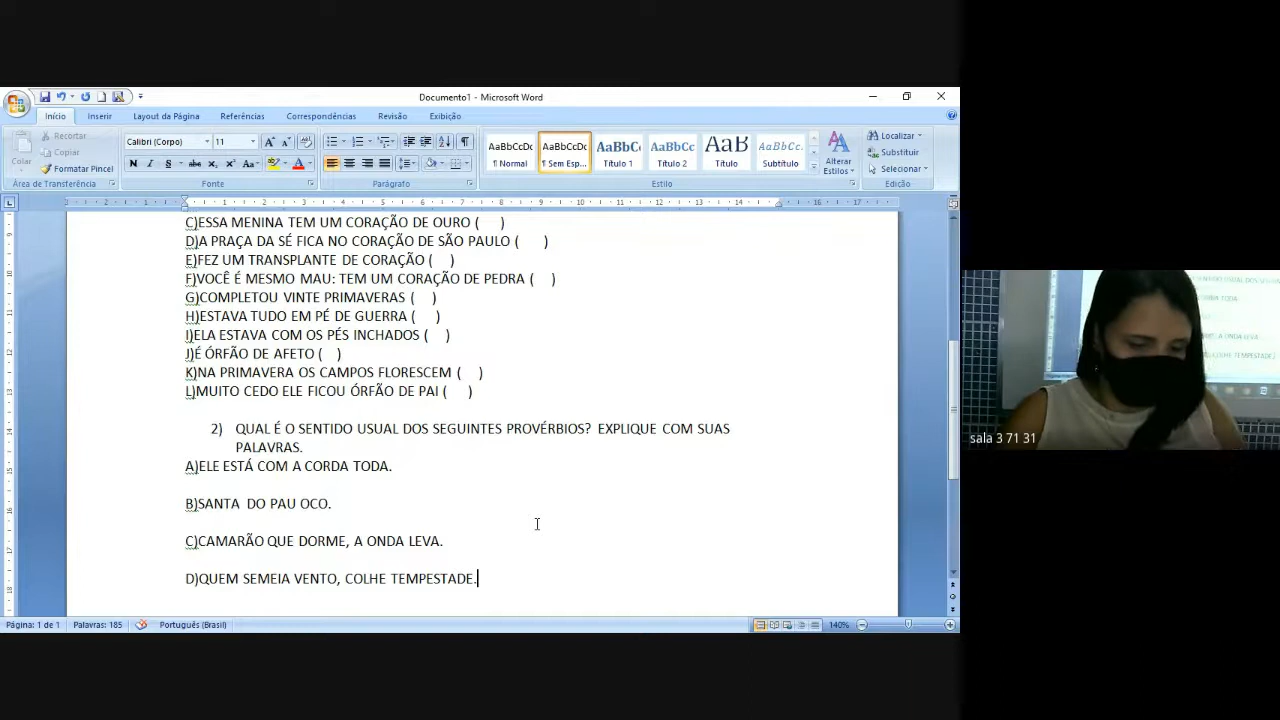 Documento1 - Microsoft Word
Início Inserir Layout da Página Referências Correspondências Revisão Exibição
Colar
Recortar
Copiar
Formatar Pincel
Área de Transferência
Calibri (Corpo) 11
Fonte
Parágrafo
AaBbCcDc AaBbCcDc AaBbCc AaBbCc AaB AaBbCc.
¶ Normal ¶ Sem Esp... Título 1 Título 2 Título Subtítulo
Alterar Estilos
Estilo
Localizar
Substituir
Selecionar
Edição
C)ESSA MENINA TEM UM CORAÇÃO DE OURO ( )
D)A PRAÇA DA SÉ FICA NO CORAÇÃO DE SÃO PAULO ( )
E)FEZ UM TRANSPLANTE DE CORAÇÃO ( )
F)VOCÊ É MESMO MAU: TEM UM CORAÇÃO DE PEDRA ( )
G)COMPLETOU VINTE PRIMAVERAS ( )
H)ESTAVA TUDO EM PÉ DE GUERRA ( )
I)ELA ESTAVA COM OS PÉS INCHADOS ( )
J)É ÓRFÃO DE AFETO ( )
K)NA PRIMAVERA OS CAMPOS FLORESCEM ( )
L)MUITO CEDO ELE FICOU ÓRFÃO DE PAI ( )
2) QUAL É O SENTIDO USUAL DOS SEGUINTES PROVÉRBIOS? EXPLIQUE COM SUAS
PALAVRAS.
A)ELE ESTÁ COM A CORDA TODA.
B)SANTA DO PAU OCO.
C)CAMARÃO QUE DORME, A ONDA LEVA.
D)QUEM SEMEIA VENTO, COLHE TEMPESTADE.
Página: 1 de 1 Palavras: 185 Português (Brasil) 140%
sala 3 71 31